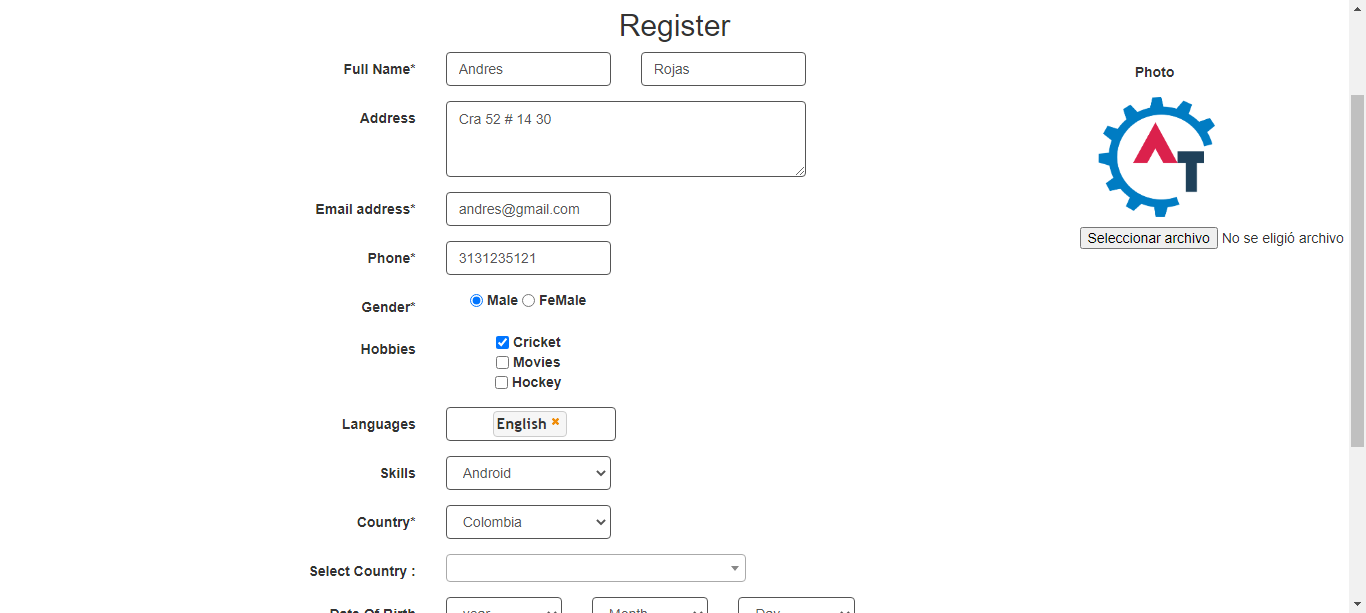 Register
Full Name* Andres Rojas
Photo
Address Cra 52 # 14 30
AT
Email address* andres@gmail.com
Seleccionar archivo No se eligió archivo
Phone* 3131235121
Gender* Male FeMale
Hobbies Cricket
Movies
Hockey
Languages English
Skills Android
Country* Colombia
Select Country :
Date Of Birth year Month Day